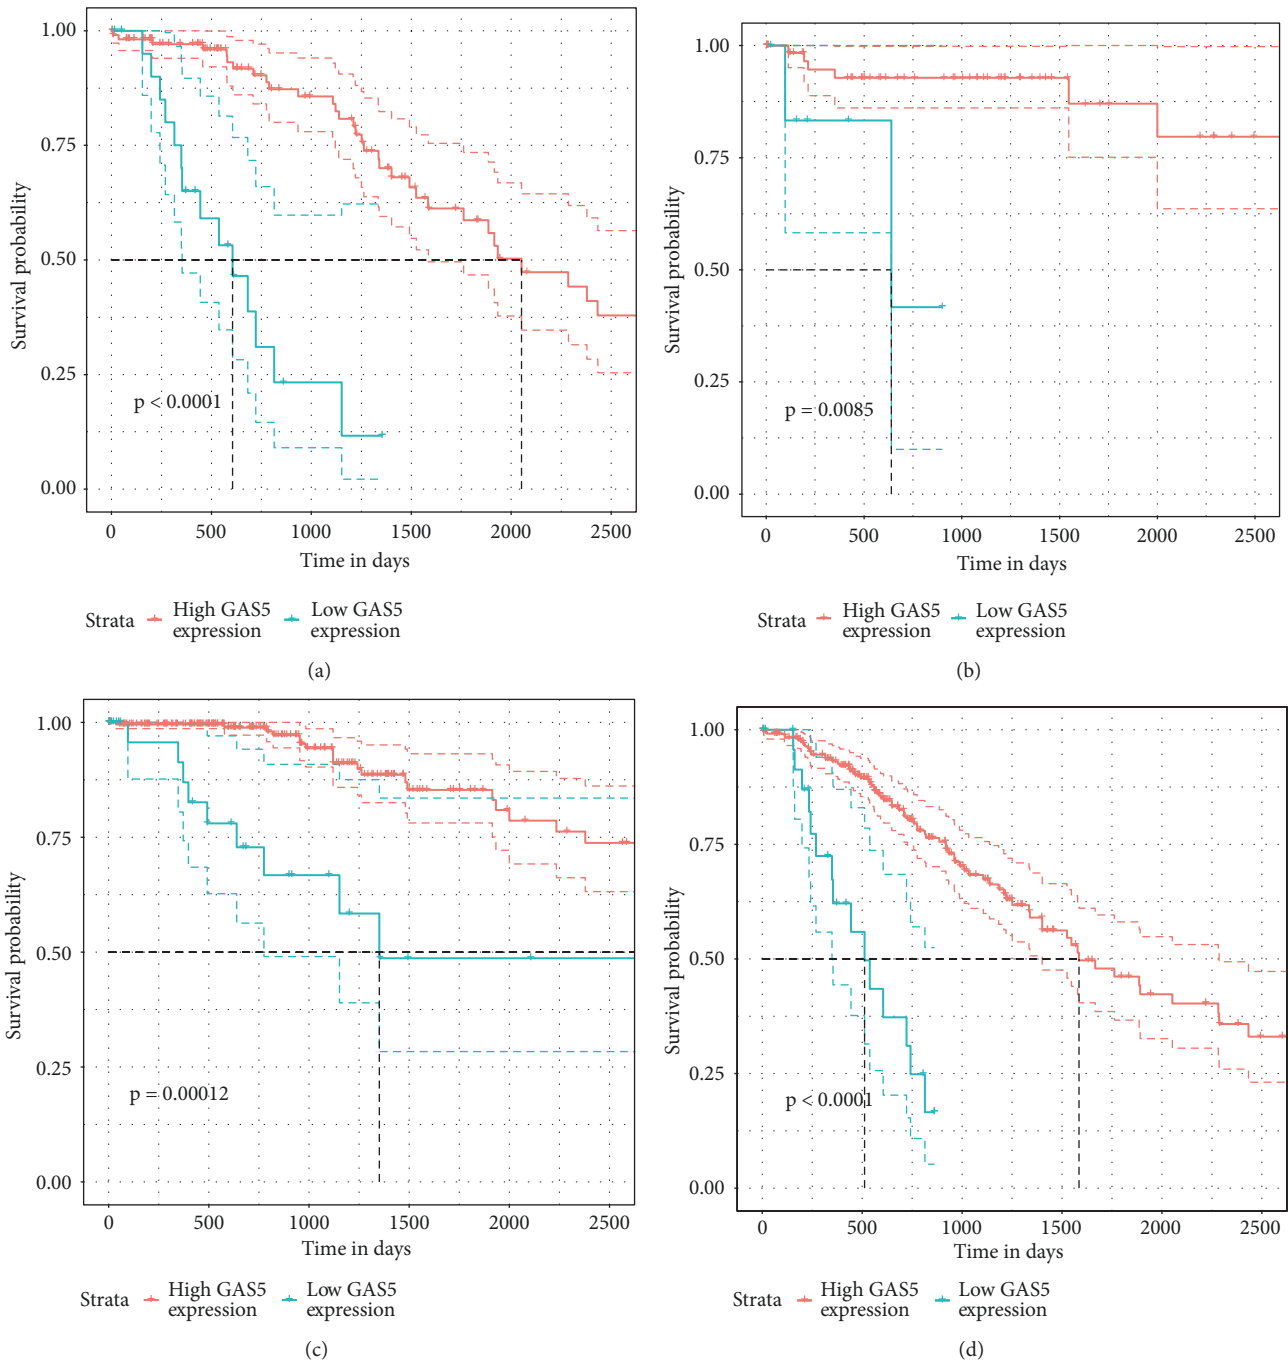 1.00
0.75
0.50
0.25
0.00
Survival probability
p < 0.0001
0 500 1000 1500 2000 2500
Time in days
Strata High GAS5 expression Low GAS5 expression
(a)
1.00
0.75
0.50
0.25
0.00
Survival probability
p = 0.0085
0 500 1000 1500 2000 2500
Time in days
Strata High GAS5 expression Low GAS5 expression
(b)
1.00
0.75
0.50
0.25
0.00
Survival probability
p = 0.00012
0 500 1000 1500 2000 2500
Time in days
Strata High GAS5 expression Low GAS5 expression
(c)
1.00
0.75
0.50
0.25
0.00
Survival probability
p < 0.0001
0 500 1000 1500 2000 2500
Time in days
Strata High GAS5 expression Low GAS5 expression
(d)